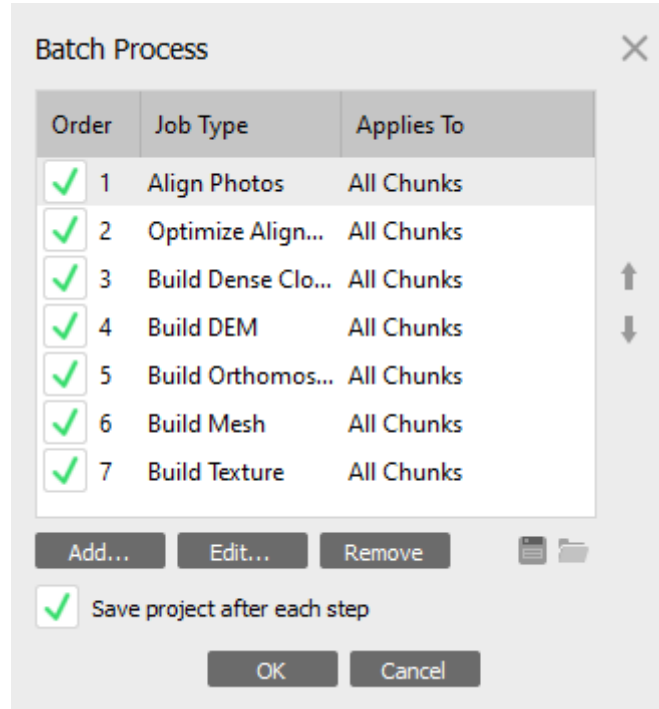 Batch Process
Order Job Type Applies To
1 Align Photos All Chunks
2 Optimize Align... All Chunks
3 Build Dense Clo... All Chunks
4 Build DEM All Chunks
5 Build Orthomos... All Chunks
6 Build Mesh All Chunks
7 Build Texture All Chunks
Add... Edit... Remove
Save project after each step
OK Cancel